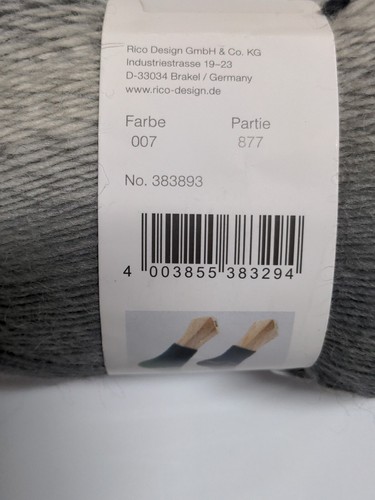 Rico Design GmbH & Co. KG
Industriestrasse 19–23
D-33034 Brakel / Germany
www.rico-design.de
Farbe Partie
007 877
No. 383893
4 003855 383294